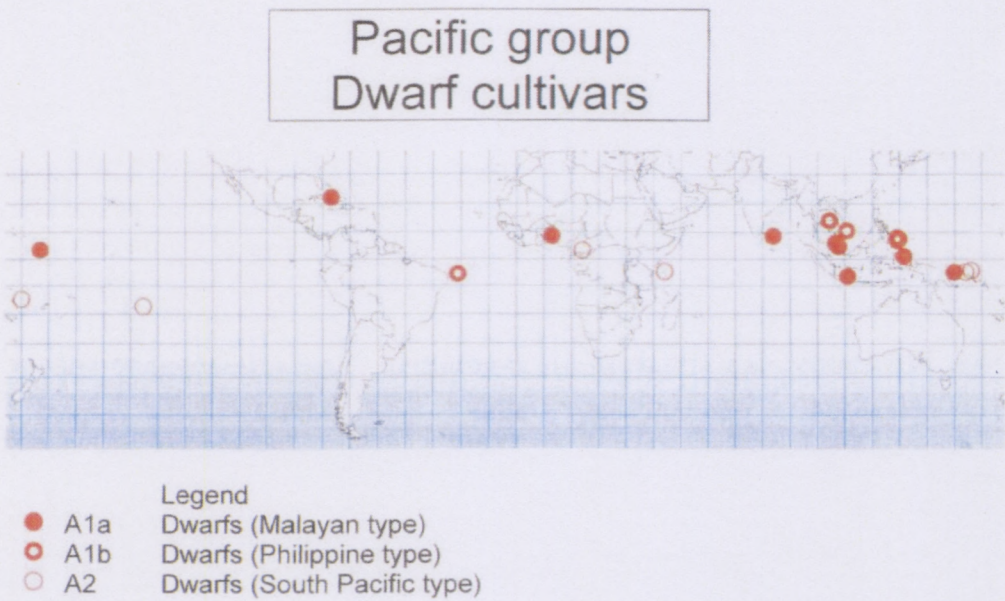 Pacific group
Dwarf cultivars
Legend
A1a Dwarfs (Malayan type)
A1b Dwarfs (Philippine type)
A2 Dwarfs (South Pacific type)